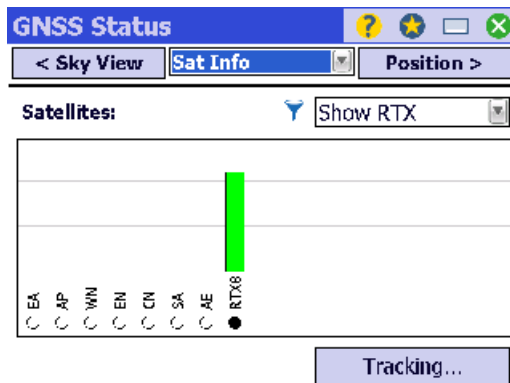 GNSS Status
< Sky View Sat Info Position >
Satellites: Show RTX
EA AP WN EN CN SA AE RTX8
Tracking...